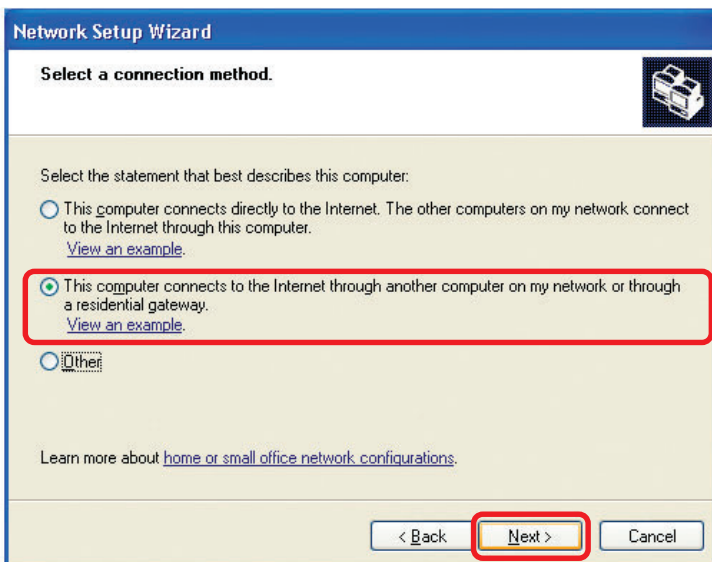 Network Setup Wizard
Select a connection method.
Select the statement that best describes this computer:
This computer connects directly to the Internet. The other computers on my network connect
to the Internet through this computer.
View an example.
This computer connects to the Internet through another computer on my network or through
a residential gateway.
View an example.
Other
Learn more about home or small office network configurations.
< Back
Next >
Cancel